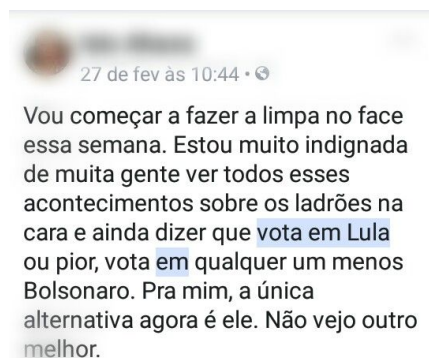 27 de fev às 10:44
Vou começar a fazer a limpa no face
essa semana. Estou muito indignada
de muita gente ver todos esses
acontecimentos sobre os ladrões na
cara e ainda dizer que vota em Lula
ou pior, vota em qualquer um menos
Bolsonaro. Pra mim, a única
alternativa agora é ele. Não vejo outro
melhor.